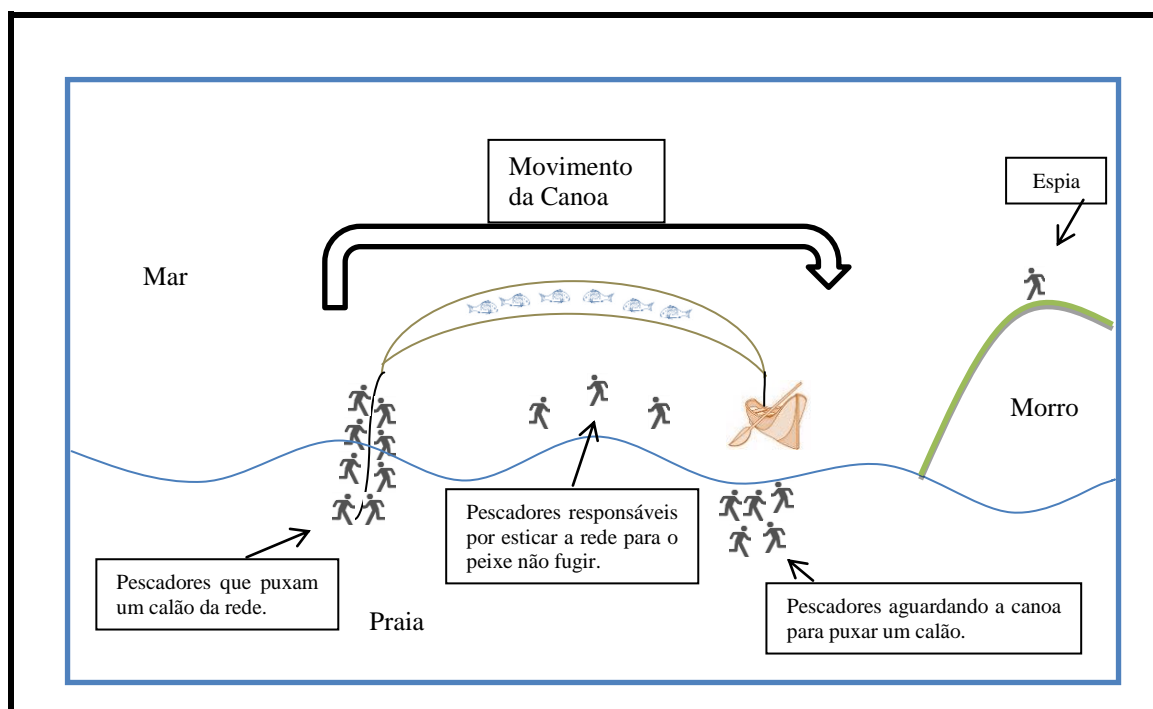 Movimento
da Canoa
Espia
Mar
Morro
Pescadores responsáveis
por esticar a rede para o
peixe não fugir.
Pescadores que puxam
um calão da rede.
Pescadores aguardando a canoa
para puxar um calão.
Praia